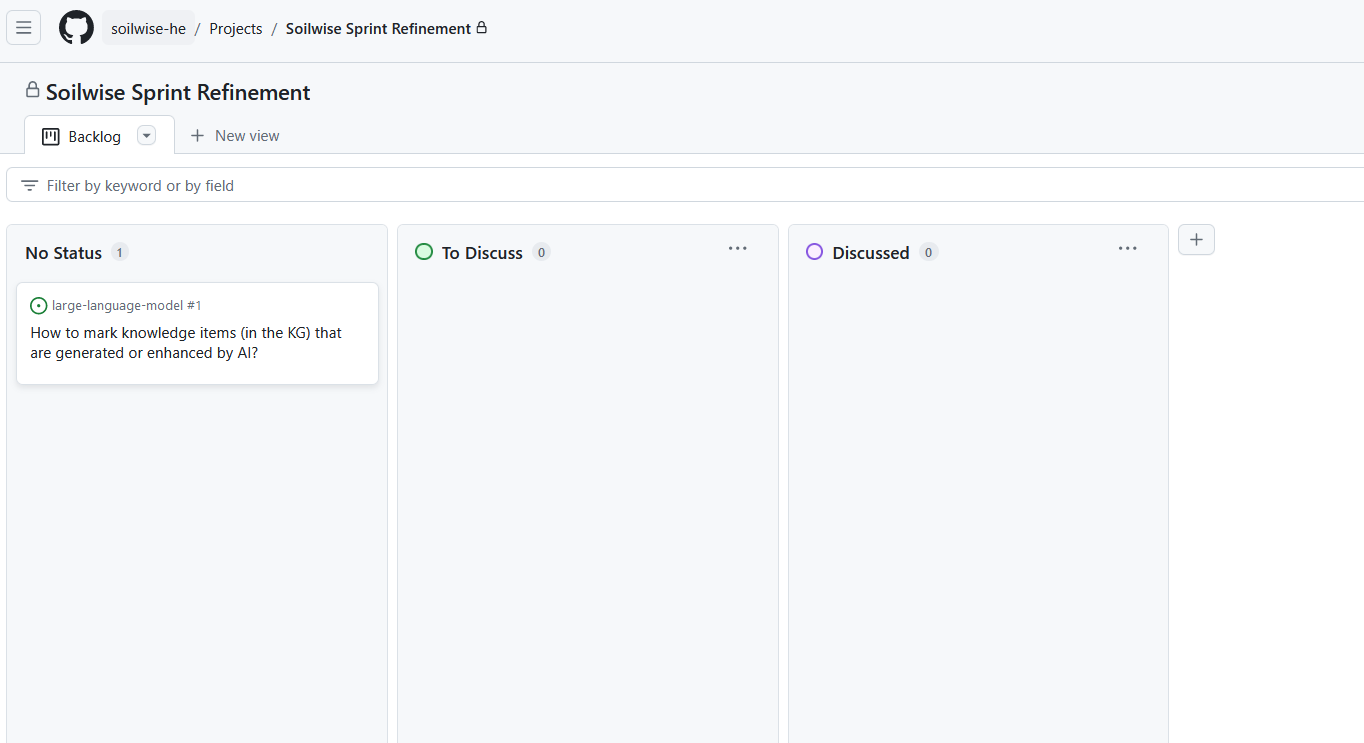 soilwise-he / Projects / Soilwise Sprint Refinement
Soilwise Sprint Refinement
Backlog
New view
Filter by keyword or by field
No Status 1
large-language-model #1
How to mark knowledge items (in the KG) that
are generated or enhanced by AI?
To Discuss 0
Discussed 0